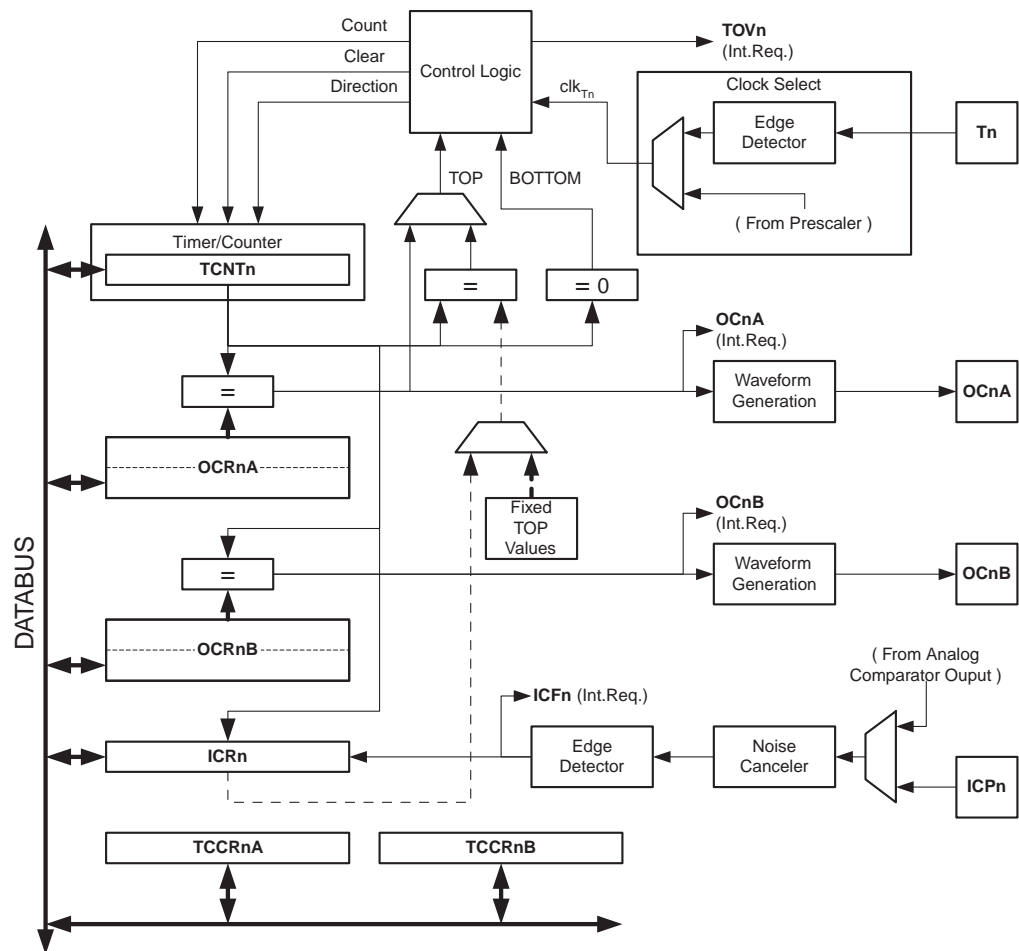 Count
Clear
Direction
Control Logic
TOVn
(Int.Req.)
clkTn
Clock Select
Edge
Detector
Tn
( From Prescaler )
TOP
BOTTOM
Timer/Counter
TCNTn
=
= 0
OCnA
(Int.Req.)
=
Waveform
Generation
OCnA
OCRnA
Fixed
TOP
Values
OCnB
(Int.Req.)
=
Waveform
Generation
OCnB
DATABUS
OCRnB
( From Analog
Comparator Ouput )
ICFn (Int.Req.)
ICRn
Edge
Detector
Noise
Canceler
ICPn
TCCRnA
TCCRnB